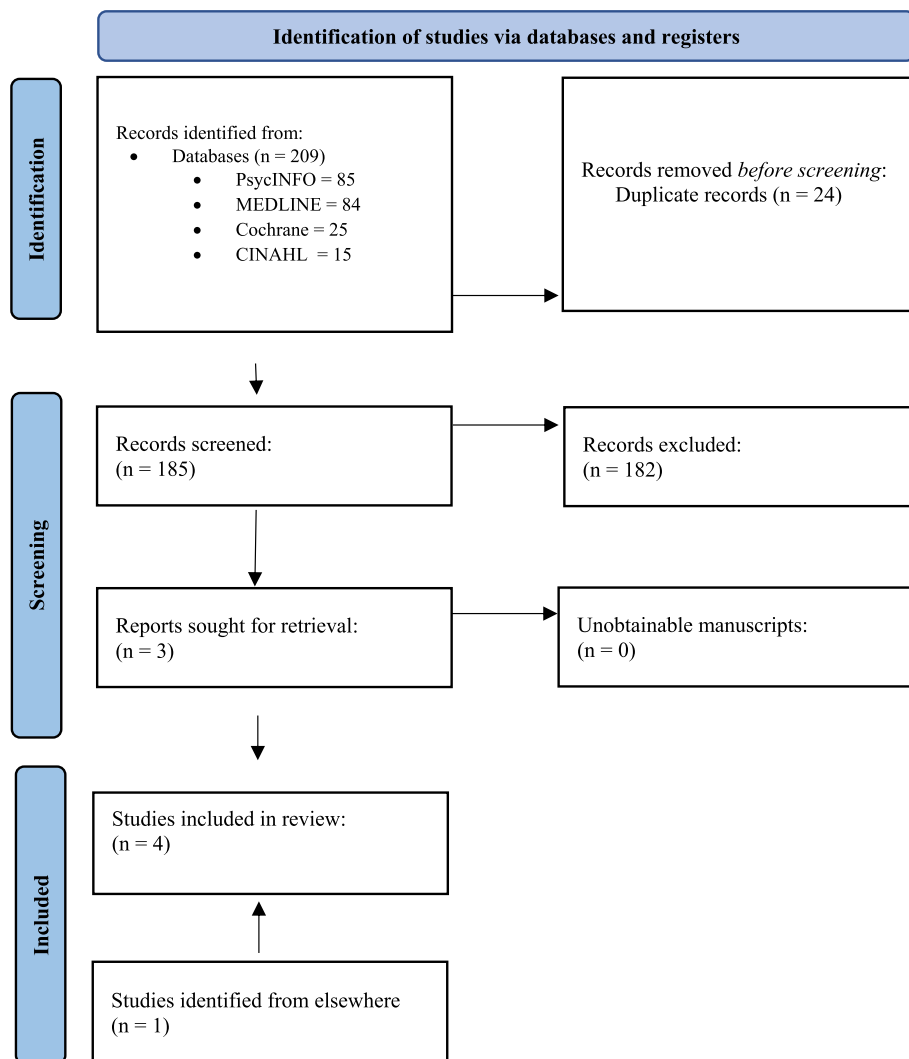 Identification of studies via databases and registers
Identification
Records identified from:
• Databases (n = 209)
• PsycINFO = 85
• MEDLINE = 84
• Cochrane = 25
• CINAHL = 15
Records removed before screening:
Duplicate records (n = 24)
Screening
Records screened:
(n = 185)
Records excluded:
(n = 182)
Reports sought for retrieval:
(n = 3)
Unobtainable manuscripts:
(n = 0)
Included
Studies included in review:
(n = 4)
Studies identified from elsewhere
(n = 1)